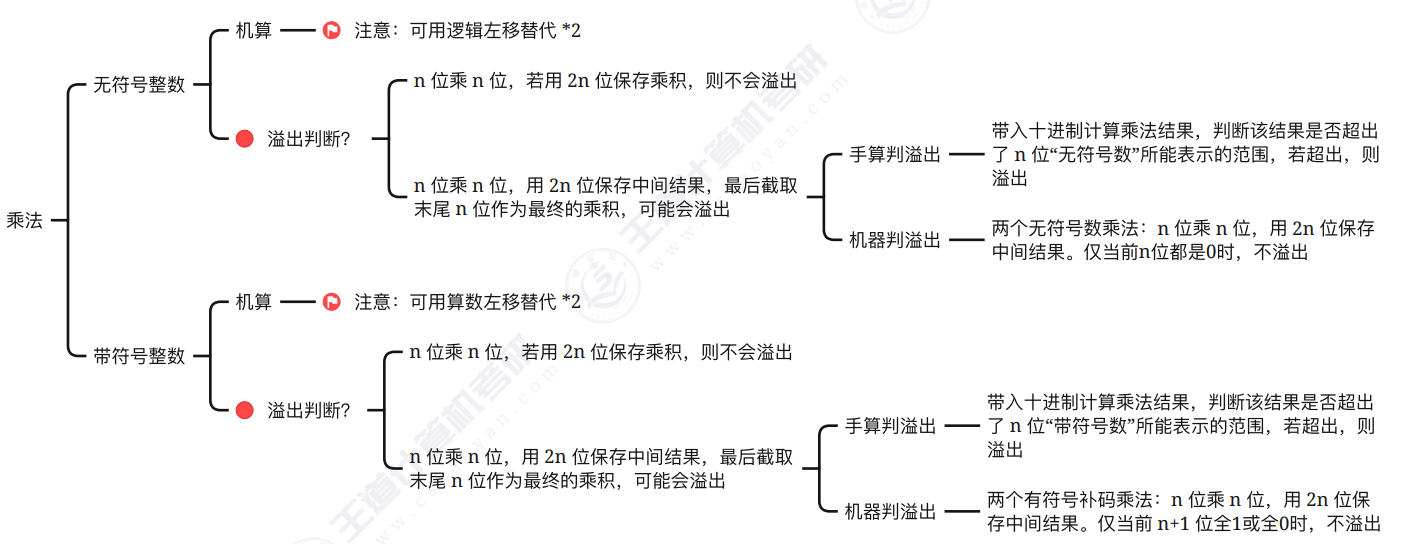 乘法
无符号整数
机算
注意：可用逻辑左移替代 *2
溢出判断?
n 位乘 n 位，若用 2n 位保存乘积，则不会溢出
n 位乘 n 位，用 2n 位保存中间结果，最后截取
末尾 n 位作为最终的乘积，可能会溢出
手算判溢出
带入十进制计算乘法结果，判断该结果是否超出
了 n 位“无符号数”所能表示的范围，若超出，则
溢出
机器判溢出
两个无符号数乘法：n 位乘 n 位，用 2n 位保存
中间结果。仅当前n位都是0时，不溢出
带符号整数
机算
注意：可用算数左移替代 *2
溢出判断?
n 位乘 n 位，若用 2n 位保存乘积，则不会溢出
n 位乘 n 位，用 2n 位保存中间结果，最后截取
末尾 n 位作为最终的乘积，可能会溢出
手算判溢出
带入十进制计算乘法结果，判断该结果是否超出
了 n 位“带符号数”所能表示的范围，若超出，则
溢出
机器判溢出
两个有符号补码乘法：n 位乘 n 位，用 2n 位保
存中间结果。仅当前 n+1 位全1或全0时，不溢出
王道计算机考研
王道计算机考研